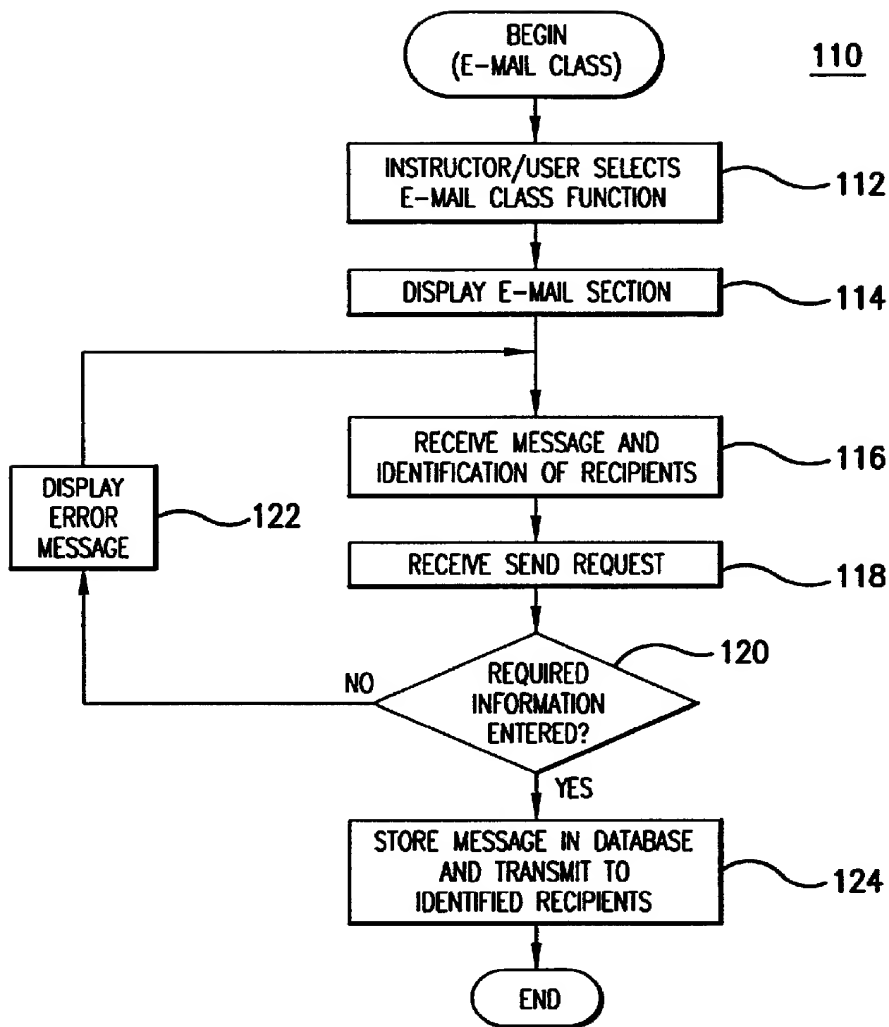 BEGIN
(E-MAIL CLASS)
110
INSTRUCTOR/USER SELECTS
E-MAIL CLASS FUNCTION
112
DISPLAY E-MAIL SECTION
114
RECEIVE MESSAGE AND
IDENTIFICATION OF RECIPIENTS
116
DISPLAY
ERROR
MESSAGE
122
RECEIVE SEND REQUEST
118
120
NO
REQUIRED
INFORMATION
ENTERED?
YES
STORE MESSAGE IN DATABASE
AND TRANSMIT TO
IDENTIFIED RECIPIENTS
124
END